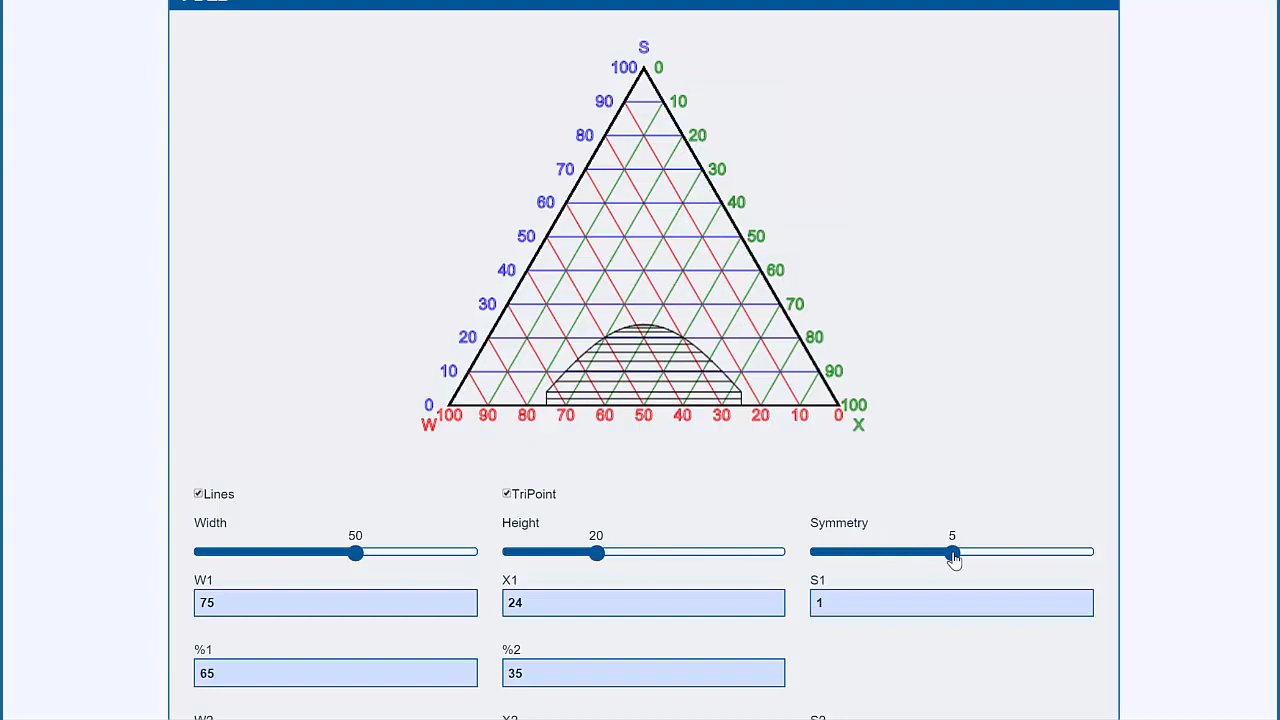 S
100 0
90 10
80 20
70 30
60 40
50 50
40 60
30 70
20 80
10 90
0 100
W 100 90 80 70 60 50 40 30 20 10 0 X
Lines TriPoint
Width Height Symmetry
50 20 5
W1 X1 S1
75 24 1
%1 %2
65 35